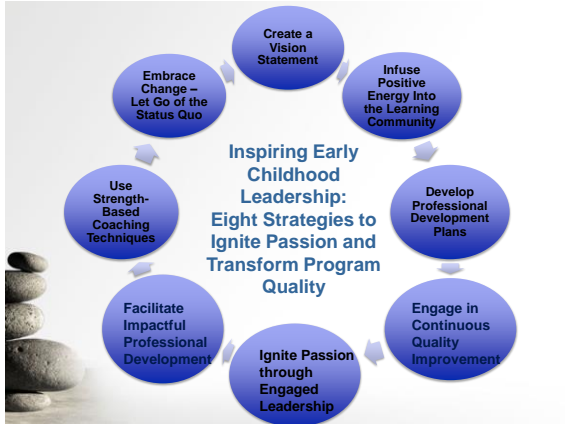 Create a
Vision
Statement
Infuse
Positive
Energy Into
the Learning
Community
Develop
Professional
Development
Plans
Engage in
Continuous
Quality
Improvement
Ignite Passion
through
Engaged
Leadership
Facilitate
Impactful
Professional
Development
Use
Strength-
Based
Coaching
Techniques
Embrace
Change –
Let Go of the
Status Quo
Inspiring Early
Childhood
Leadership:
Eight Strategies to
Ignite Passion and
Transform Program
Quality